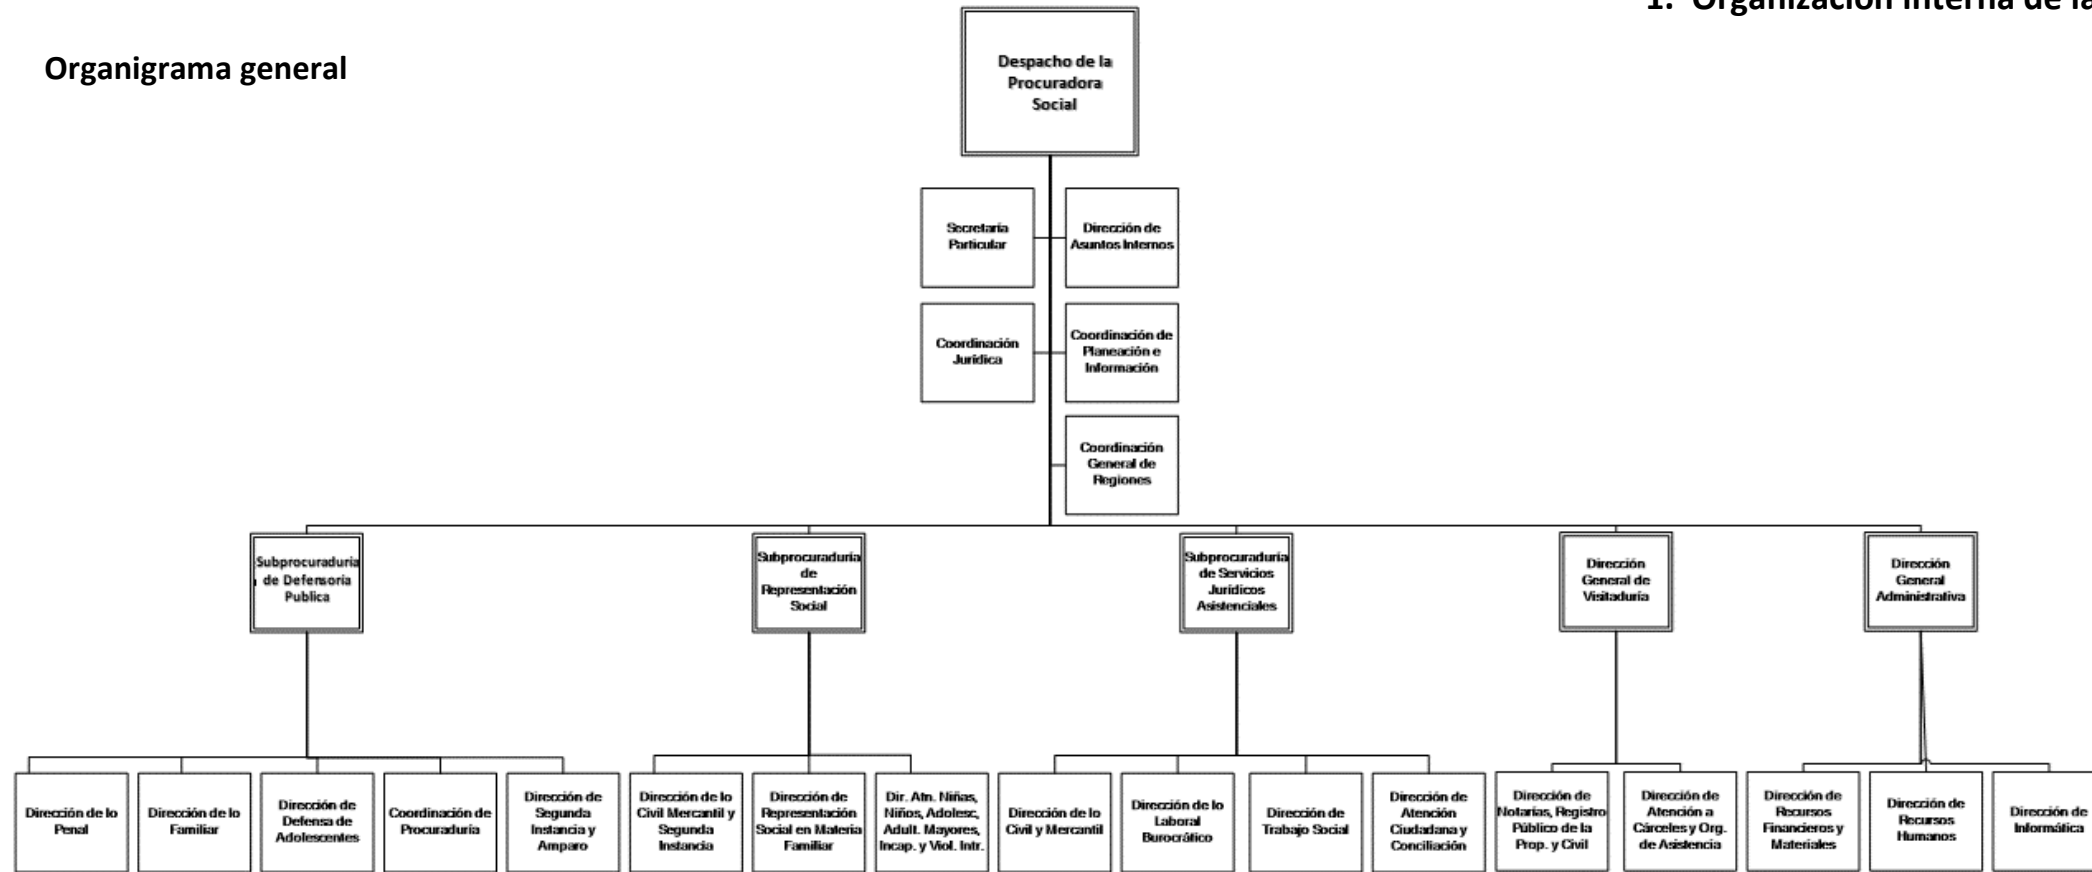 1. Organización interna de la
Organigrama general
Despacho de la
Procuradora
Social
Secretaría
Particular
Dirección de
Asuntos Internos
Coordinación
Jurídica
Coordinación de
Planeación e
Información
Coordinación
General de
Regiones
Subprocuraduria
de Defensoria
Publica
Subprocuraduría
de
Representación
Social
Subprocuraduría
de Servicios
Jurídicos
Asistenciales
Dirección
General de
Visitaduría
Dirección
General
Administrativa
Dirección de lo
Penal
Dirección de lo
Familiar
Dirección de
Defensa de
Adolescentes
Coordinación de
Procuraduría
Dirección de
Segunda
Instancia y
Amparo
Dirección de lo
Civil Mercantil y
Segunda
Instancia
Dirección de
Representación
Social en Materia
Familiar
Dir. Atn. Niñas,
Niños, Adolesc,
Adult. Mayores,
Incap. y Viol. Intr.
Dirección de lo
Civil y Mercantil
Dirección de lo
Laboral
Burocrático
Dirección de
Trabajo Social
Dirección de
Atención
Ciudadana y
Conciliación
Dirección de
Notarías, Registro
Público de la
Prop. y Civil
Dirección de
Atención a
Cárceles y Org.
de Asistencia
Dirección de
Recursos
Financieros y
Materiales
Dirección de
Recursos
Humanos
Dirección de
Informática